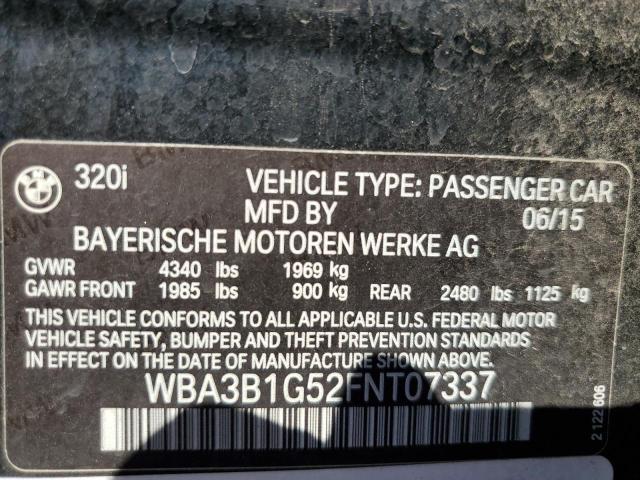 320i
VEHICLE TYPE: PASSENGER CAR
MFD BY 06/15
BAYERISCHE MOTOREN WERKE AG
GVWR 4340 lbs 1969 kg
GAWR FRONT 1985 lbs 900 kg REAR 2480 lbs 1125 kg
THIS VEHICLE CONFORMS TO ALL APPLICABLE U.S. FEDERAL MOTOR
VEHICLE SAFETY, BUMPER AND THEFT PREVENTION STANDARDS
IN EFFECT ON THE DATE OF MANUFACTURE SHOWN ABOVE.
WBA3B1G52FNT07337
2 122 606